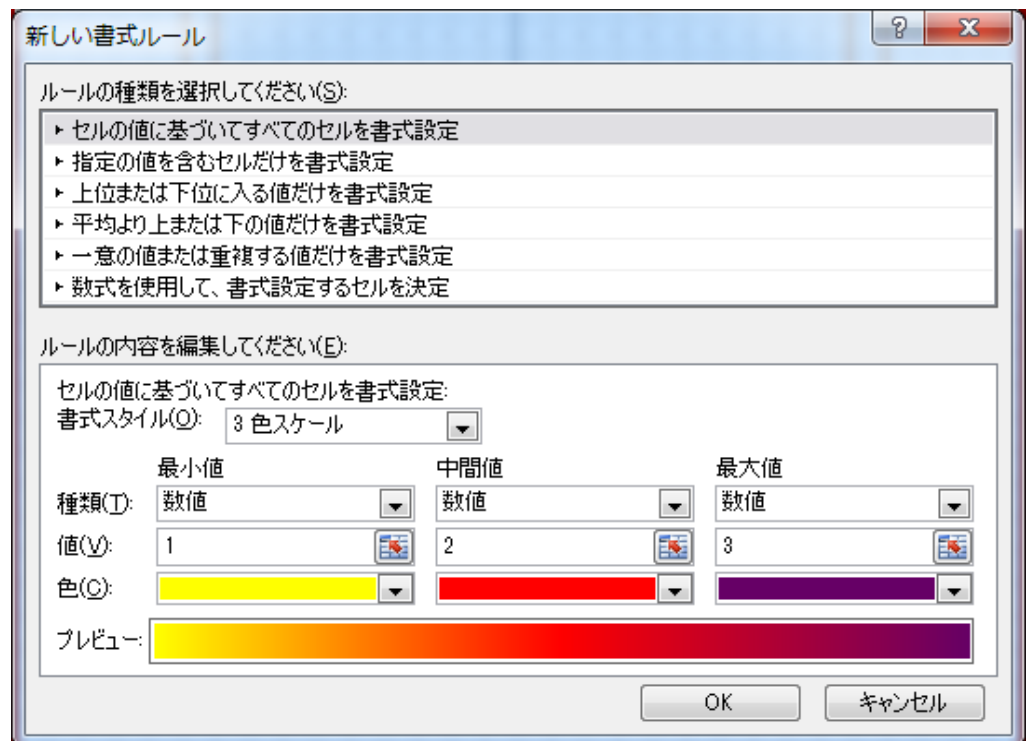 新しい書式ルール
ルールの種類を選択してください(S):
セルの値に基づいてすべてのセルを書式設定
指定の値を含むセルだけを書式設定
上位または下位に入る値だけを書式設定
平均より上または下の値だけを書式設定
一意の値または重複する値だけを書式設定
数式を使用して、書式設定するセルを決定
ルールの内容を編集してください(E):
セルの値に基づいてすべてのセルを書式設定:
書式スタイル(O): 3 色スケール
最小値 中間値 最大値
種類(T): 数値 数値 数値
値(V): 1 2 3
色(C):
プレビュー:
OK キャンセル